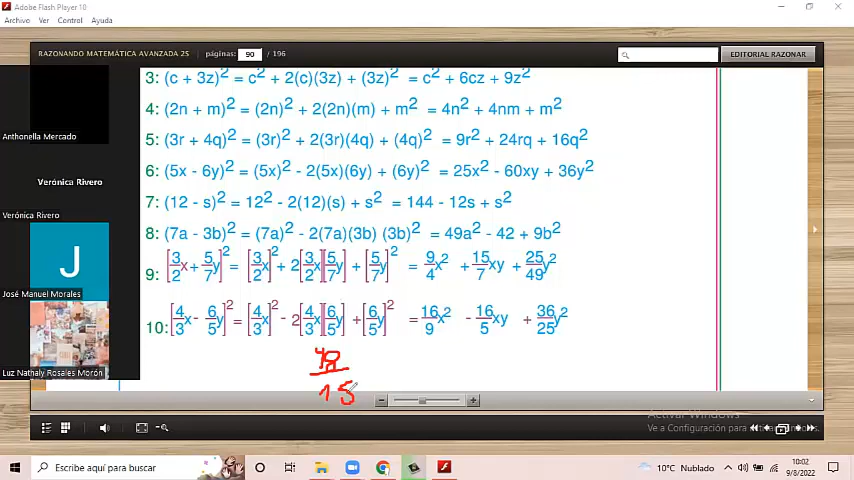 Adobe Flash Player 10
Archivo Ver Control Ayuda
RAZONANDO MATEMÁTICA AVANZADA 25 páginas: 90 / 196 EDITORIAL RAZONAR
3: (c + 3z)² = c² + 2(c)(3z) + (3z)² = c² + 6cz + 9z²
4: (2n + m)² = (2n)² + 2(2n)(m) + m² = 4n² + 4nm + m²
5: (3r + 4q)² = (3r)² + 2(3r)(4q) + (4q)² = 9r² + 24rq + 16q²
6: (5x - 6y)² = (5x)² - 2(5x)(6y) + (6y)² = 25x² - 60xy + 36y²
7: (12 - s)² = 12² - 2(12)(s) + s² = 144 - 12s + s²
8: (7a - 3b)² = (7a)² - 2(7a)(3b) (3b)² = 49a² - 42 + 9b²
9: [3/2x + 5/7y]² = [3/2x]² + 2[3/2x][5/7y] + [5/7y]² = 9/4x² + 15/7xy + 25/49y²
10: [4/3x - 6/5y]² = [4/3x]² - 2[4/3x][6/5y] + [6/5y]² = 16/9x² - 16/5xy + 36/25y²
15
Anthonella Mercado
Verónica Rivero
Verónica Rivero
J
José Manuel Morales
Luz Nathaly Rosales Morón
Activar Windows
Ve a Configuración para activar Windows.
Escribe aquí para buscar
10°C Nublado
10:02
9/8/2022